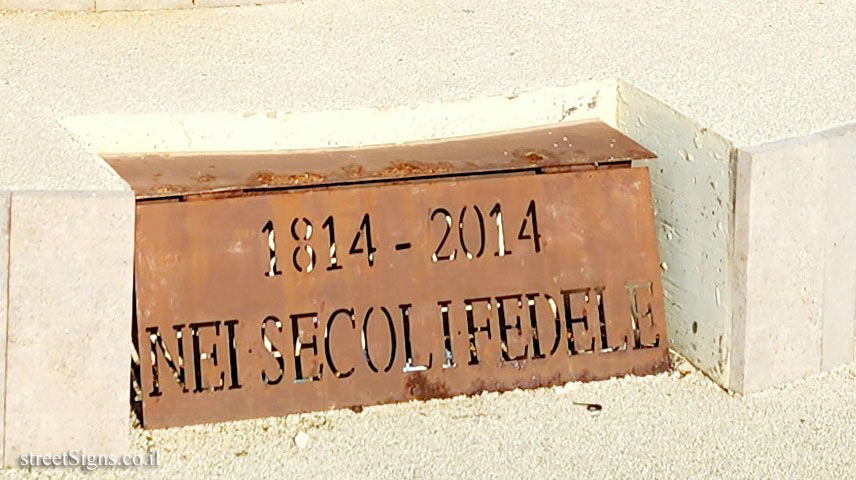 1814 - 2014
NEI·SECOLI·FEDELE
streetSigns.co.il